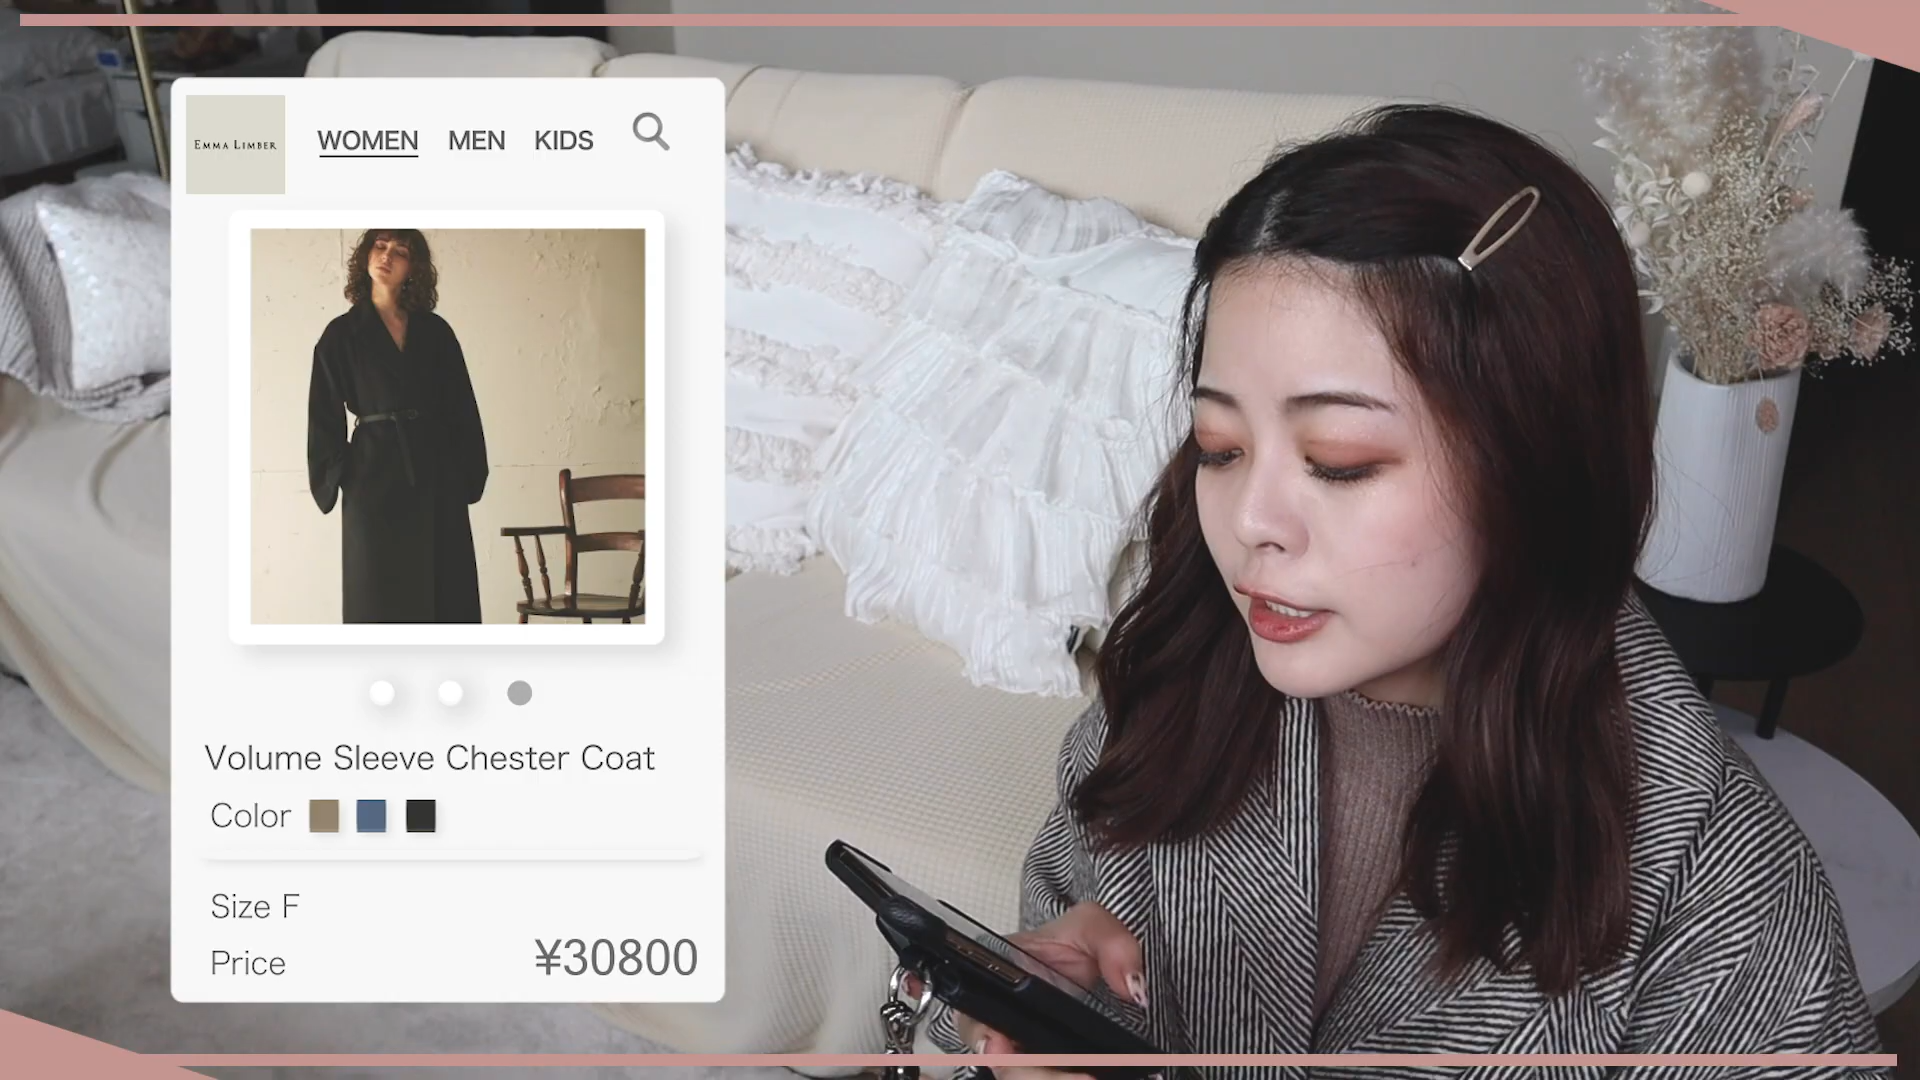 EMMA LIMBER
WOMEN MEN KIDS
Volume Sleeve Chester Coat
Color
Size F
Price ¥30800